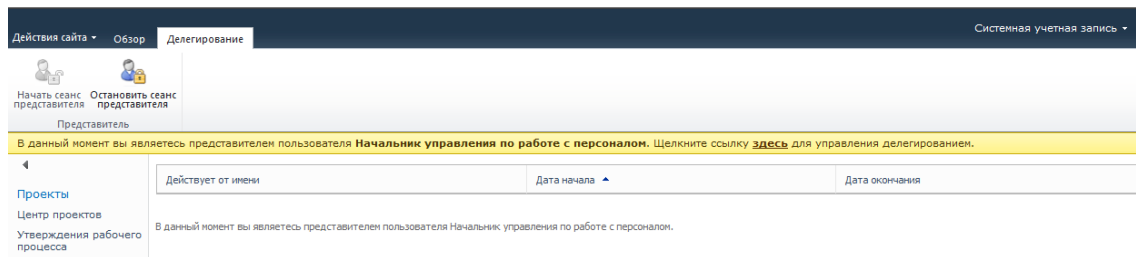 Системная учетная запись
Действия сайта Обзор Делегирование
Начать сеанс Остановить сеанс
представителя представителя
Представитель
В данный момент вы являетесь представителем пользователя Начальник управления по работе с персоналом. Щелкните ссылку здесь для управления делегированием.
Действует от имени Дата начала Дата окончания
Проекты
Центр проектов
Утверждения рабочего
процесса
В данный момент вы являетесь представителем пользователя Начальник управления по работе с персоналом.